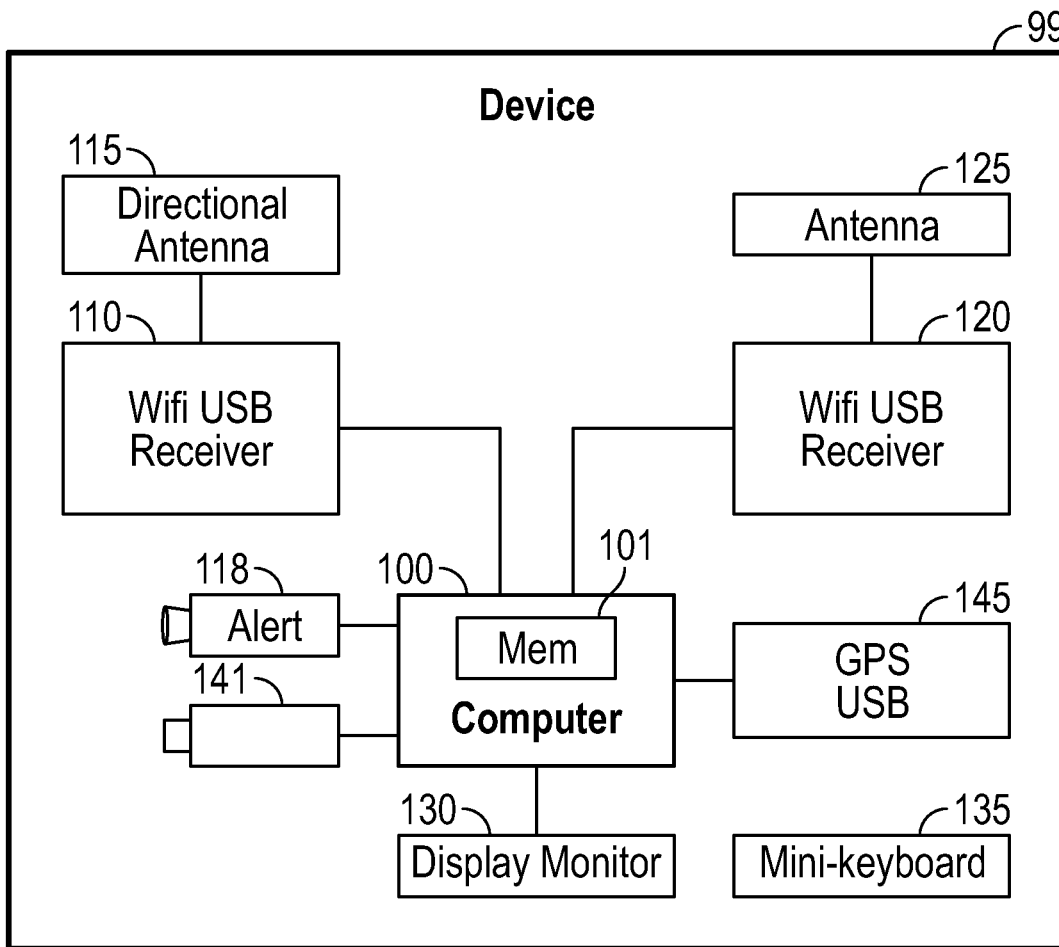 99
Device
115
Directional
Antenna
125
Antenna
110
Wifi USB
Receiver
120
Wifi USB
Receiver
118
Alert
100
101
Mem
Computer
145
GPS
USB
141
130
Display Monitor
135
Mini-keyboard